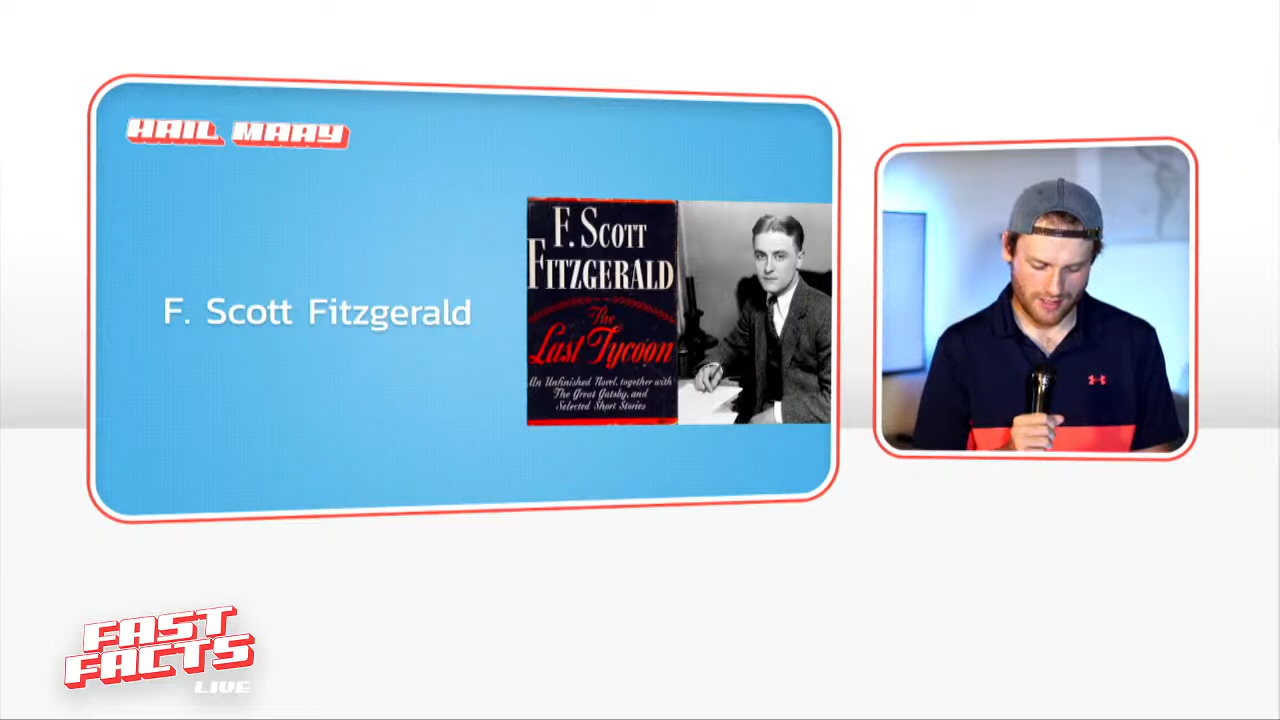 HAIL MARY
F. Scott Fitzgerald
F. SCOTT
FITZGERALD
The
Last Tycoon
An Unfinished Novel, together with
The Great Gatsby, and
Selected Short Stories
FAST
FACTS
LIVE